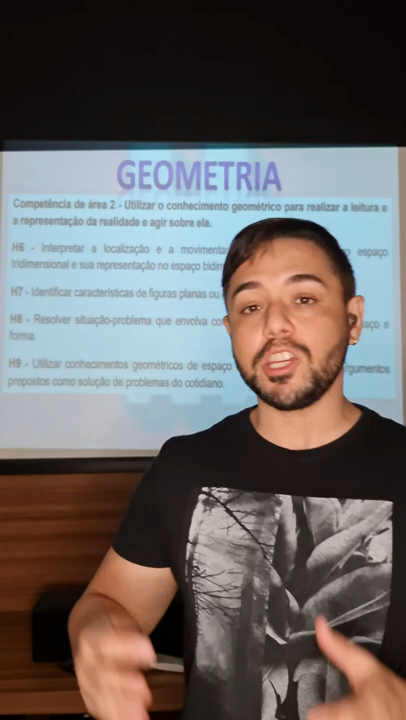 GEOMETRIA
Competência de área 2 - Utilizar o conhecimento geométrico para realizar a leitura e
a representação da realidade e agir sobre ela.
H6 - Interpretar a localização e a espaço
tridimensional e sua representação no espaço
H7 - Identificar características de figuras planas ou
H8 - Resolver situação-problema que envolva e
forma.
H9 - Utilizar conhecimentos geométricos de espaço
propostos como solução de problemas do cotidiano.